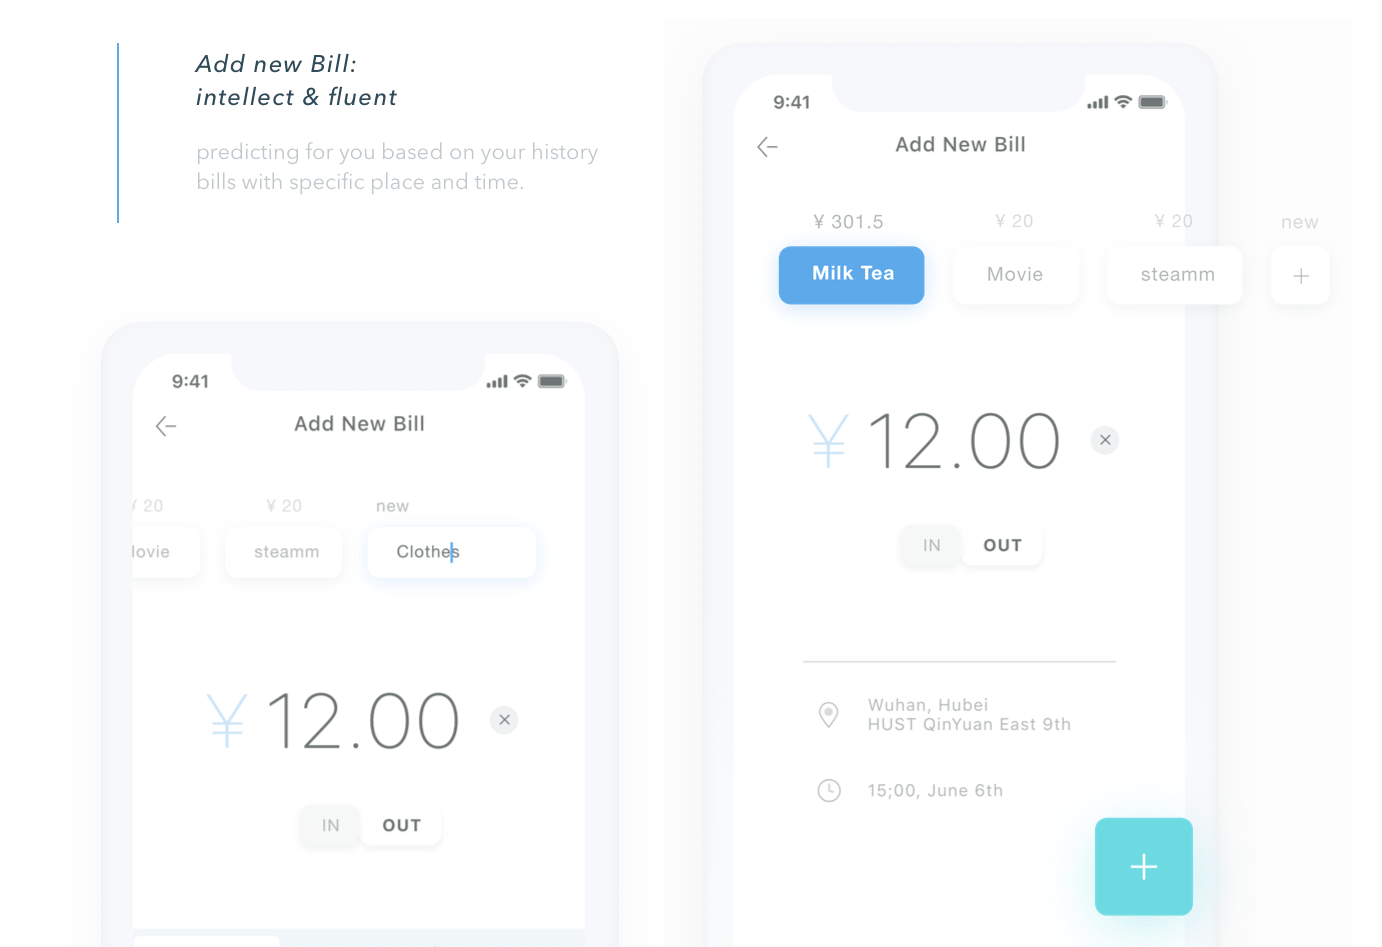 Add new Bill:
intellect & fluent
predicting for you based on your history
bills with specific place and time.
9:41
Add New Bill
¥ 20
¥ 20
new
steamm
Clothes
¥ 12.00
IN
OUT
9:41
Add New Bill
¥ 301.5
¥ 20
¥ 20
new
Milk Tea
Movie
steamm
+
¥ 12.00
IN
OUT
Wuhan, Hubei
HUST QinYuan East 9th
15;00, June 6th
+